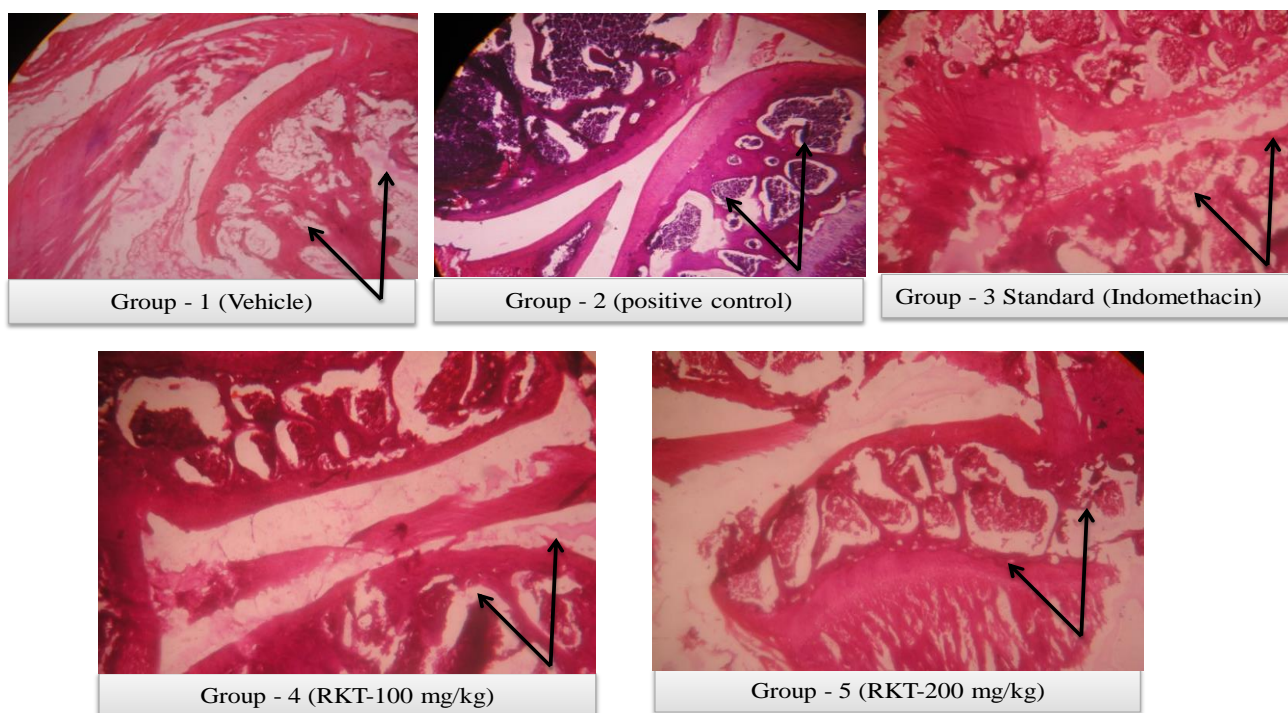 Group - 1 (Vehicle)
Group - 2 (positive control)
Group - 3 Standard (Indomethacin)
Group - 4 (RKT-100 mg/kg)
Group - 5 (RKT-200 mg/kg)